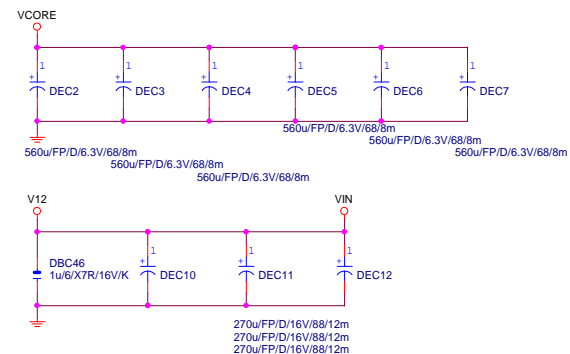 VCORE
1 1 1 1 1 1
+ + + + + +
DEC2 DEC3 DEC4 DEC5 DEC6 DEC7
560u/FP/D/6.3V/68/8m
560u/FP/D/6.3V/68/8m
560u/FP/D/6.3V/68/8m 560u/FP/D/6.3V/68/8m
560u/FP/D/6.3V/68/8m
560u/FP/D/6.3V/68/8m
V12 VIN
1 1 1
+ + +
DBC46
1u/6/X7R/16V/K DEC10 DEC11 DEC12
270u/FP/D/16V/88/12m
270u/FP/D/16V/88/12m
270u/FP/D/16V/88/12m